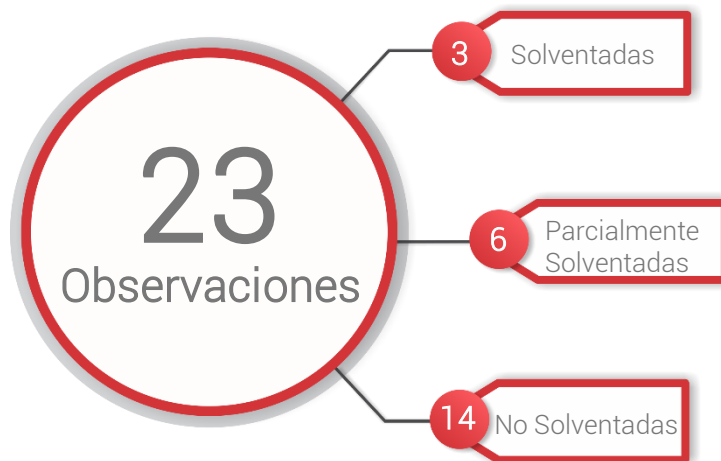 23
Observaciones
3
Solventadas
6
Parcialmente
Solventadas
14
No Solventadas